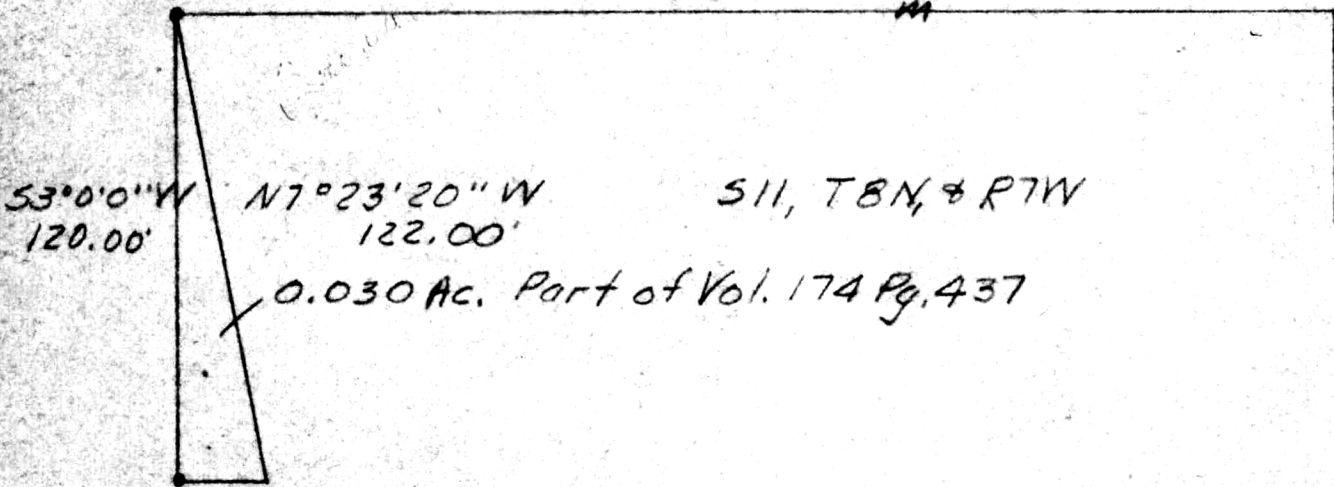 S3°0'0"W
120.00'
N7°23'20" W
122.00'
S11, T8N, & R7W
0.030 Ac. Part of Vol. 174 Pg. 437